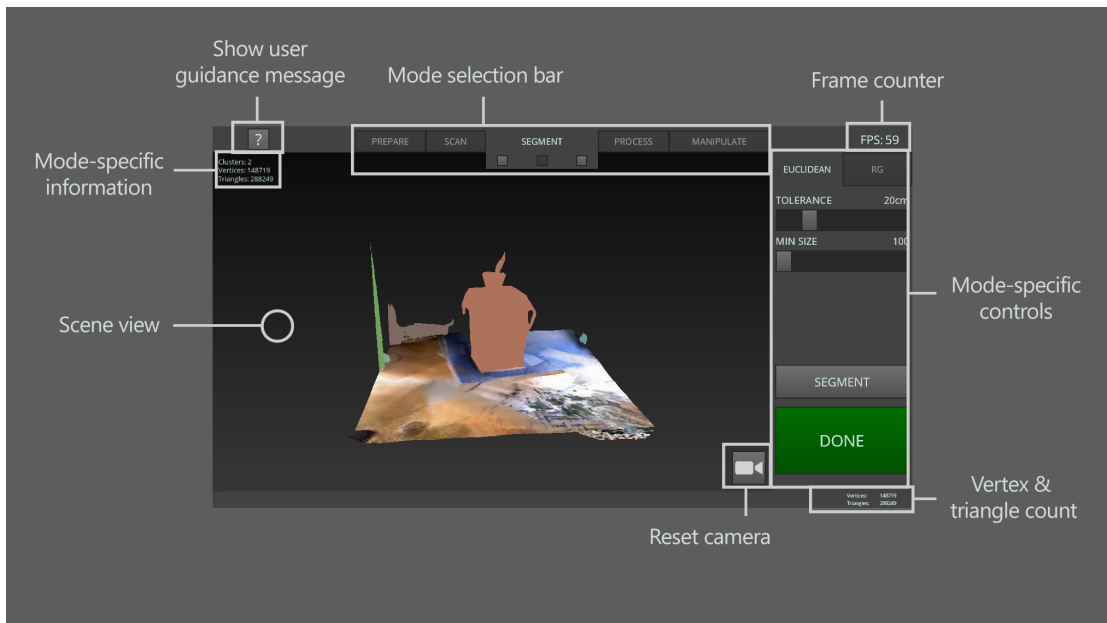 Show user
guidance message
Mode selection bar
Frame counter
?
PREPARE SCAN SEGMENT PROCESS MANIPULATE
FPS: 59
Mode-specific
information
Clusters: 2
Vertices: 148719
Triangles: 288249
EUCLIDEAN RG
TOLERANCE 20cm
MIN SIZE 100
Mode-specific
controls
Scene view
SEGMENT
DONE
Vertices: 148719
Triangles: 288249
Vertex &
triangle count
Reset camera